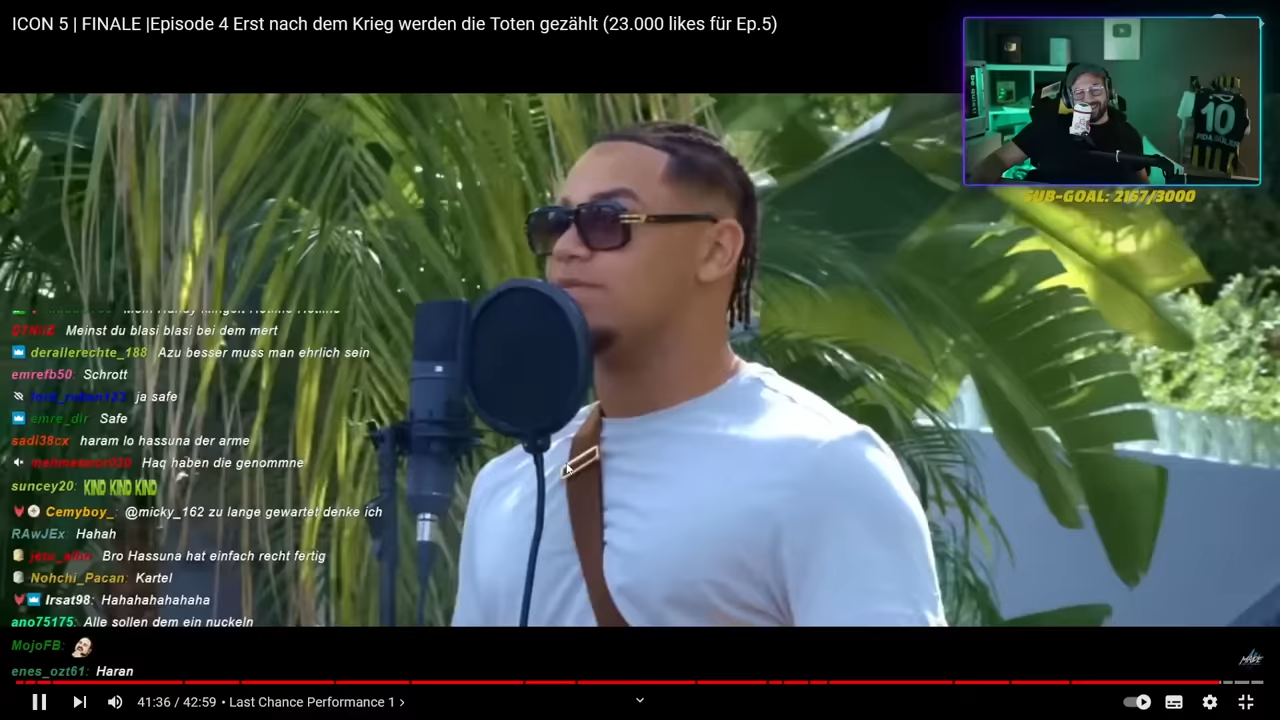 ICON 5 | FINALE |Episode 4 Erst nach dem Krieg werden die Toten gezählt (23.000 likes für Ep.5)
10
SUB-GOAL: 2157/3000
Meinst du blasi blasi bei dem mert
derallerechte_188 Azu besser muss man ehrlich sein
emrefb50: Schrott
ja safe
emre_dir Safe
sadi38cx haram lo hassuna der arme
Haq haben die genommne
suncey20: KIND KIND KIND
Cemyboy_: @micky_162 zu lange gewartet denke ich
RAwJEx: Hahah
Bro Hassuna hat einfach recht fertig
Nohchi_Pacan: Kartel
Irsat98: Hahahahahahaha
ano75175: Alle sollen dem ein nuckeln
MojoFB:
enes_ozt61: Haran
41:36 / 42:59 • Last Chance Performance 1 >